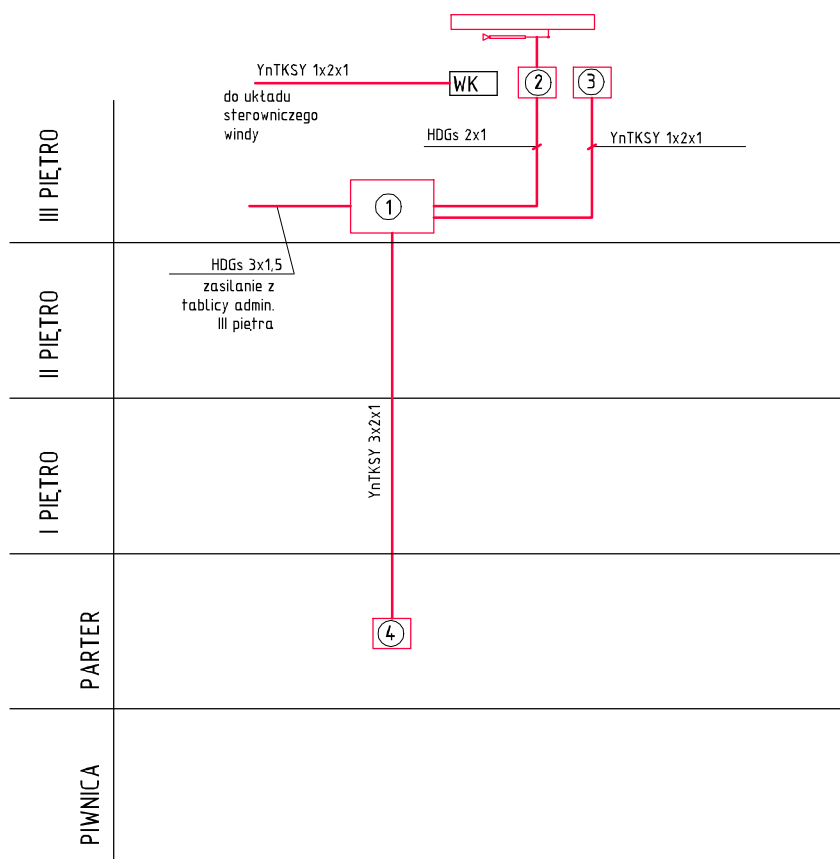 YnTKSY 1x2x1
WK
2
3
do układu
sterowniczego
windy
HDGs 2x1
YnTKSY 1x2x1
III PIĘTRO
1
HDGs 3x1,5
zasilanie z
tablicy admin.
III piętra
II PIĘTRO
YnTKSY 3x2x1
I PIĘTRO
4
PARTER
PIWNICA